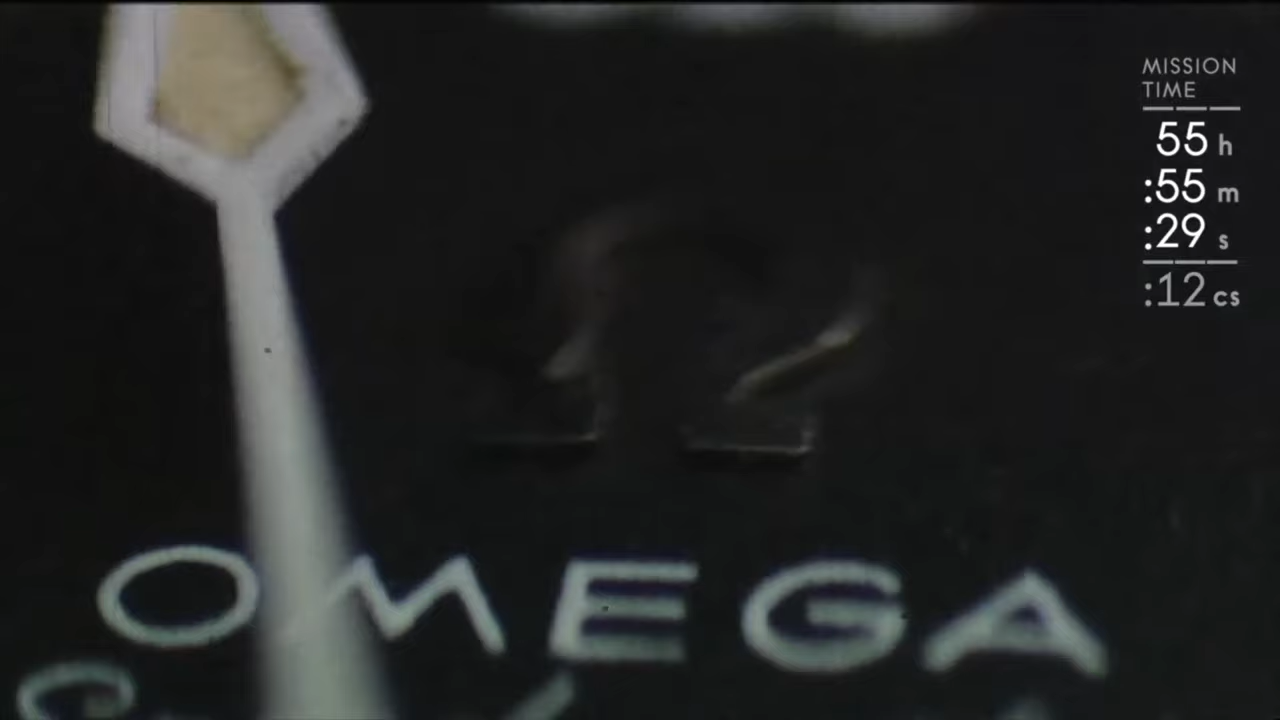 MISSION
TIME
55 h
:55 m
:29 s
:12 cs
Ω
OMEGA